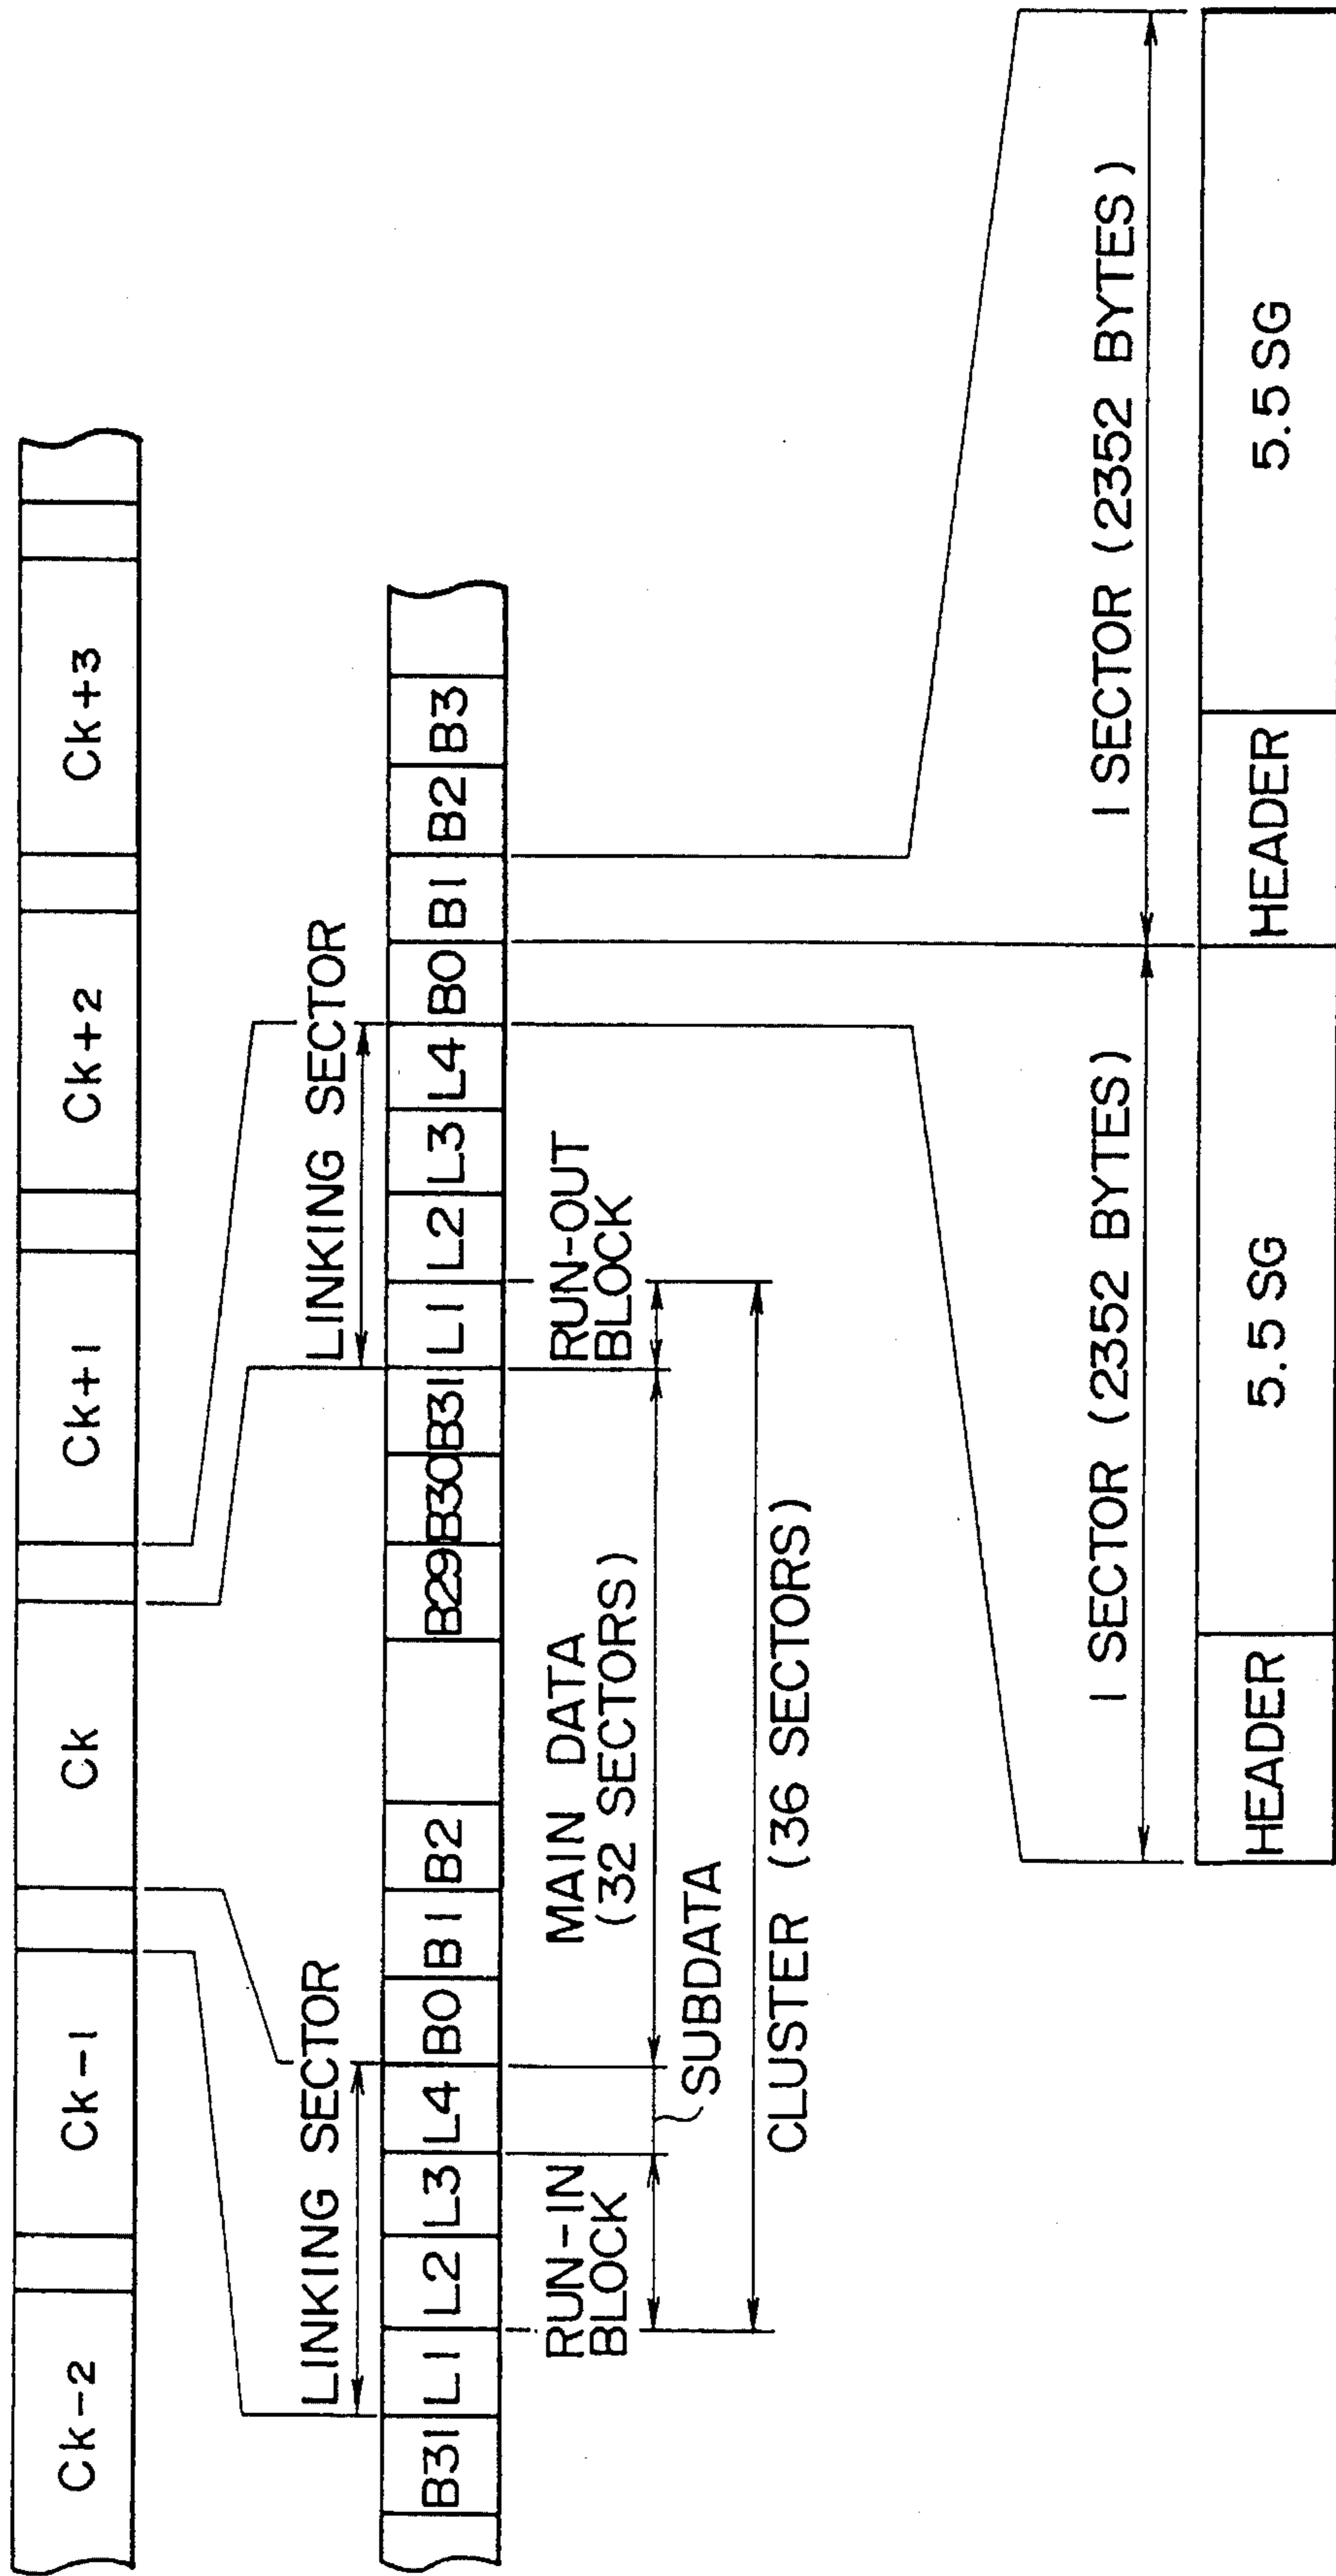 Ck-2 Ck-1 Ck Ck+1 Ck+2 Ck+3
LINKING SECTOR LINKING SECTOR
B31 L1 L2 L3 L4 B0 B1 B2 B29 B30 B31 L1 L2 L3 L4 B0 B1 B2 B3
RUN-IN
BLOCK
MAIN DATA
(32 SECTORS)
RUN-OUT
BLOCK
SUBDATA
CLUSTER (36 SECTORS)
1 SECTOR (2352 BYTES) 1 SECTOR (2352 BYTES)
HEADER 5.5 SG HEADER 5.5 SG